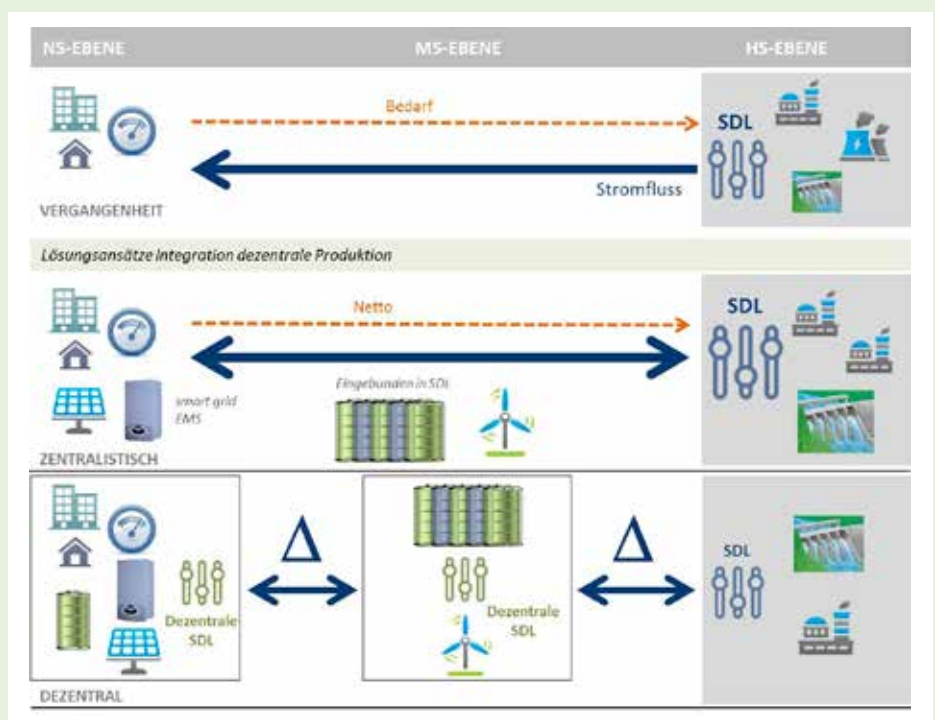 NS-EBENE
MS-EBENE
HS-EBENE
Bedarf
SDL
Stromfluss
VERGANGENHEIT
Lösungsansätze Integration dezentrale Produktion
Netto
SDL
Eingebunden in SDL
smart grid
EMS
ZENTRALISTISCH
Δ
Δ
SDL
Dezentrale
SDL
Dezentrale
SDL
DEZENTRAL